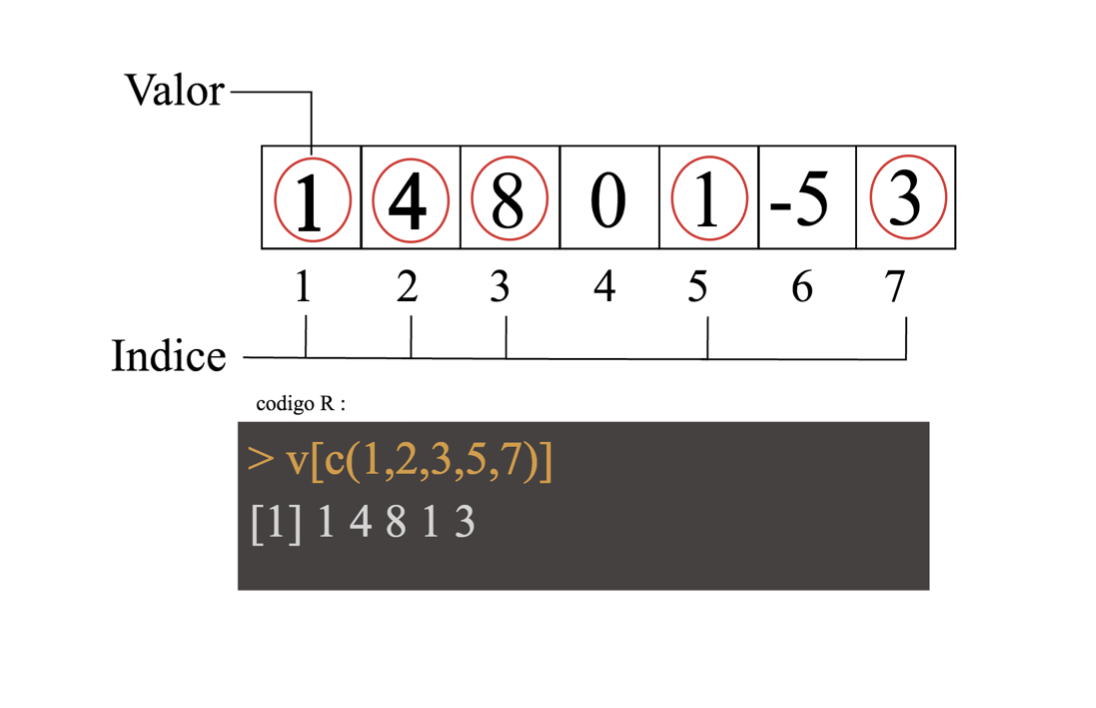 Valor
1 4 8 0 1 -5 3
1 2 3 4 5 6 7
Indice
codigo R :
> v[c(1,2,3,5,7)]
[1] 1 4 8 1 3